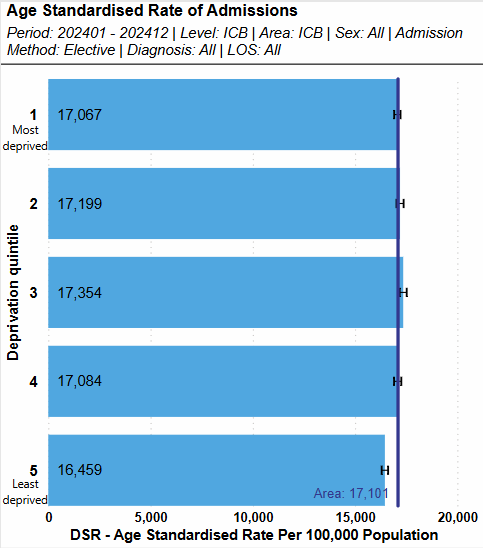 Age Standardised Rate of Admissions
Period: 202401 - 202412 | Level: ICB | Area: ICB | Sex: All | Admission
Method: Elective | Diagnosis: All | LOS: All
Deprivation quintile
1
Most
deprived
17,067
2
17,199
3
17,354
4
17,084
5
Least
deprived
16,459
Area: 17,101
0
5,000
10,000
15,000
20,000
DSR - Age Standardised Rate Per 100,000 Population